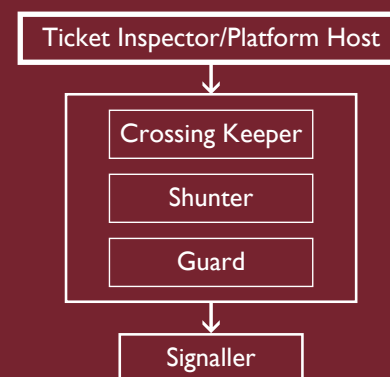 Ticket Inspector/Platform Host
Crossing Keeper
Shunter
Guard
Signaller